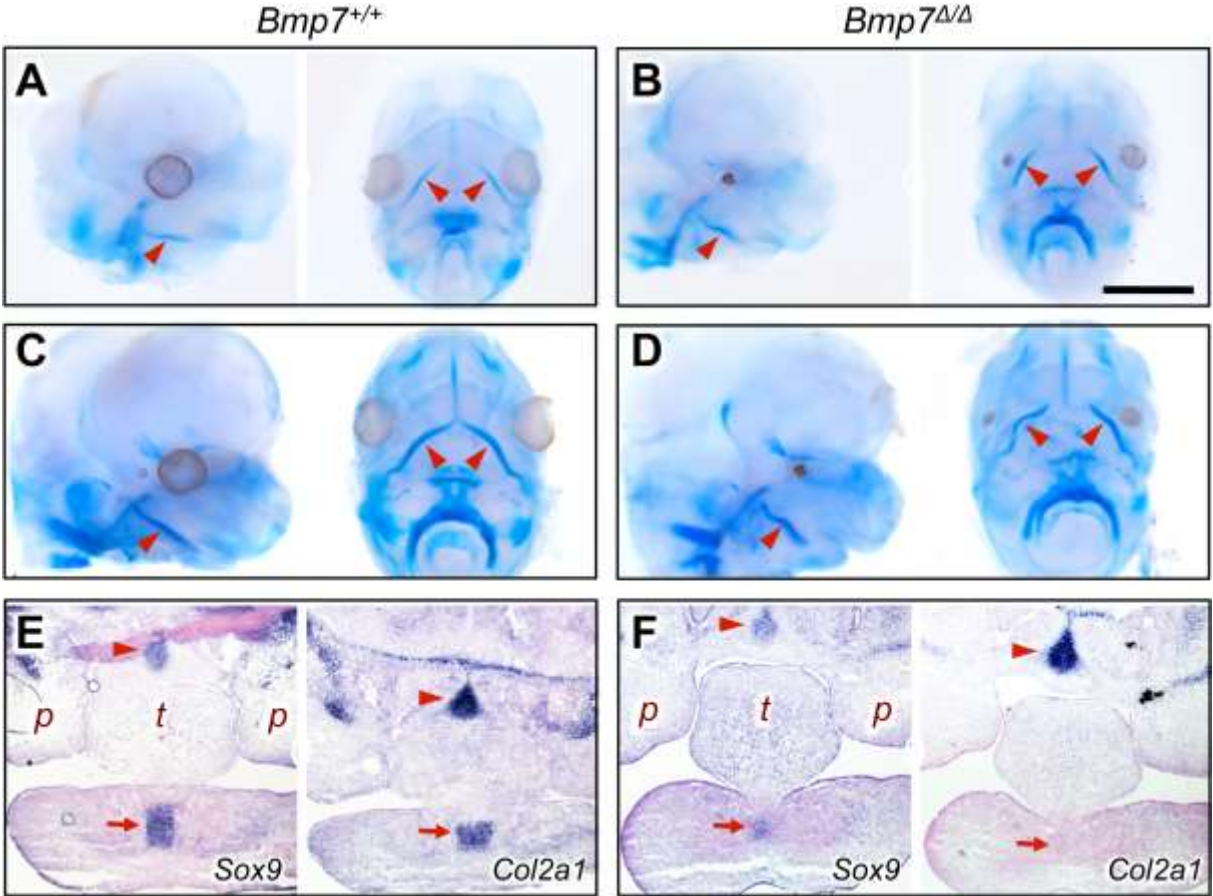 Bmp7+/+ Bmp7Δ/Δ
A B
C D
E F
p t p p t p
Sox9 Col2a1 Sox9 Col2a1